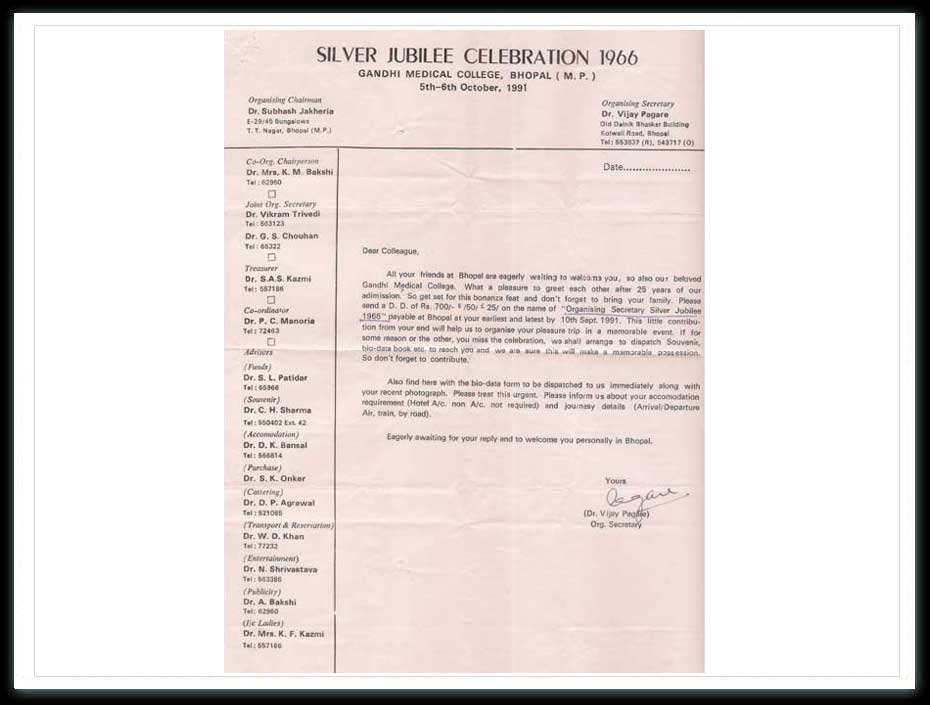 SILVER JUBILEE CELEBRATION 1966
GANDHI MEDICAL COLLEGE, BHOPAL ( M. P. )
5th-6th October, 1991
Organising Chairman
Dr. Subhash Jakheria
E-29/45 Bungalows
T. T. Nagar, Bhopal (M.P.)
Organising Secretary
Dr. Vijay Pagare
Old Dainik Bhasker Building
Kotwali Road, Bhopal
Tel: 553837 (R), 543717 (O)
Date.....................
Co-Org. Chairperson
Dr. Mrs. K. M. Bakshi
Tel : 62960
Joint Org. Secretary
Dr. Vikram Trivedi
Tel : 553123
Dr. G. S. Chouhan
Tel : 65322
Treasurer
Dr. S.A.S. Kazmi
Tel : 557186
Co-ordinator
Dr. P. C. Manoria
Tel : 72463
Advisers
(Funds)
Dr. S. L. Patidar
Tel : 65966
(Souvenir)
Dr. C. H. Sharma
Tel : 550402 Ext. 42
(Accomodation)
Dr. D. K. Bansal
Tel : 566814
(Purchase)
Dr. S. K. Onker
(Cattering)
Dr. D. P. Agrawal
Tel : 521085
(Transport & Reservation)
Dr. W. D. Khan
Tel : 77232
(Entertainment)
Dr. N. Shrivastava
Tel : 563386
(Publicity)
Dr. A. Bakshi
Tel : 62960
(I/c Ladies)
Dr. Mrs. K. F. Kazmi
Tel : 557186
Dear Colleague,
All your friends at Bhopal are eagerly waiting to welcome you, so also our beloved
Gandhi Medical College. What a pleasure to greet each other after 25 years of our
admission. So get set for this bonanza feat and don't forget to bring your family. Please
send a D. D. of Rs. 700/- $ /50/ £ 25/ on the name of "Organising Secretary Silver Jubilee
1966" payable at Bhopal at your earliest and latest by 10th Sept. 1991. This little contribu-
tion from your end will help us to organise your pleasure trip in a memorable event. If for
some reason or the other, you miss the celebration, we shall arrange to dispatch Souvenir,
bio-data book etc. to reach you and we are sure this will make a memorable possession.
So don't forget to contribute.
Also find here with the bio-data form to be dispatched to us immediately along with
your recent photograph. Please treat this urgent. Please inform us about your accomodation
requirement (Hotel A/c. non A/c. not required) and journesy details (Arrival/Departure
Air, train, by road).
Eagerly awaiting for your reply and to welcome you personally in Bhopal.
Yours
Pagare
(Dr. Vijay Pagare)
Org. Secretary